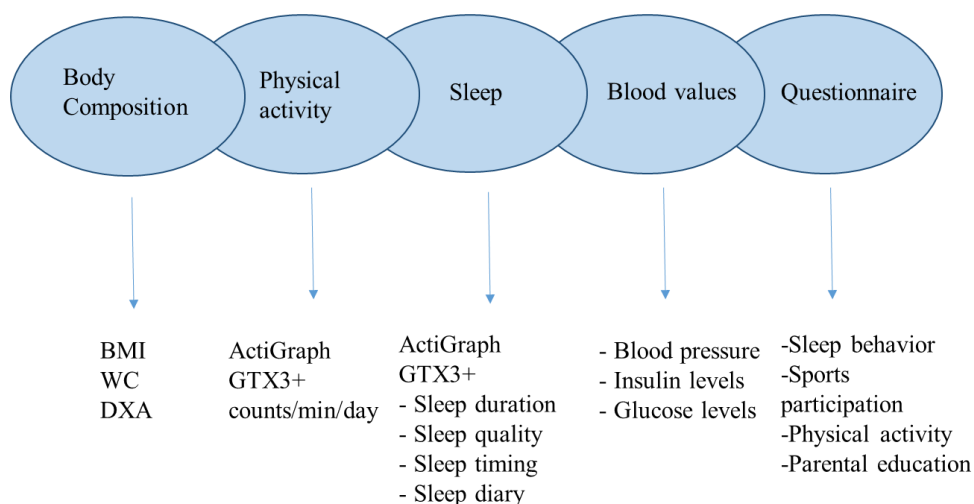 Body
Composition
Physical
activity
Sleep
Blood values
Questionnaire
BMI
WC
DXA
ActiGraph
GTX3+
counts/min/day
ActiGraph
GTX3+
- Sleep duration
- Sleep quality
- Sleep timing
- Sleep diary
- Blood pressure
- Insulin levels
- Glucose levels
-Sleep behavior
-Sports
participation
-Physical activity
-Parental education